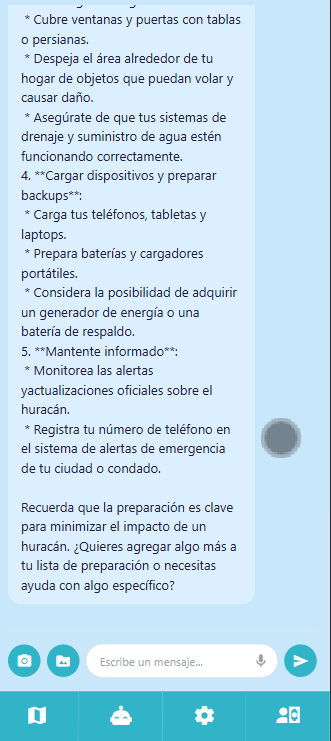 * Cubre ventanas y puertas con tablas
o persianas.
* Despeja el área alrededor de tu
hogar de objetos que puedan volar y
causar daño.
* Asegúrate de que tus sistemas de
drenaje y suministro de agua estén
funcionando correctamente.
4. **Cargar dispositivos y preparar
backups**:
* Carga tus teléfonos, tabletas y
laptops.
* Prepara baterías y cargadores
portátiles.
* Considera la posibilidad de adquirir
un generador de energía o una
batería de respaldo.
5. **Mantente informado**:
* Monitorea las alertas
yactualizaciones oficiales sobre el
huracán.
* Registra tu número de teléfono en
el sistema de alertas de emergencia
de tu ciudad o condado.
Recuerda que la preparación es clave
para minimizar el impacto de un
huracán. ¿Quieres agregar algo más a
tu lista de preparación o necesitas
ayuda con algo específico?
Escribe un mensaje...